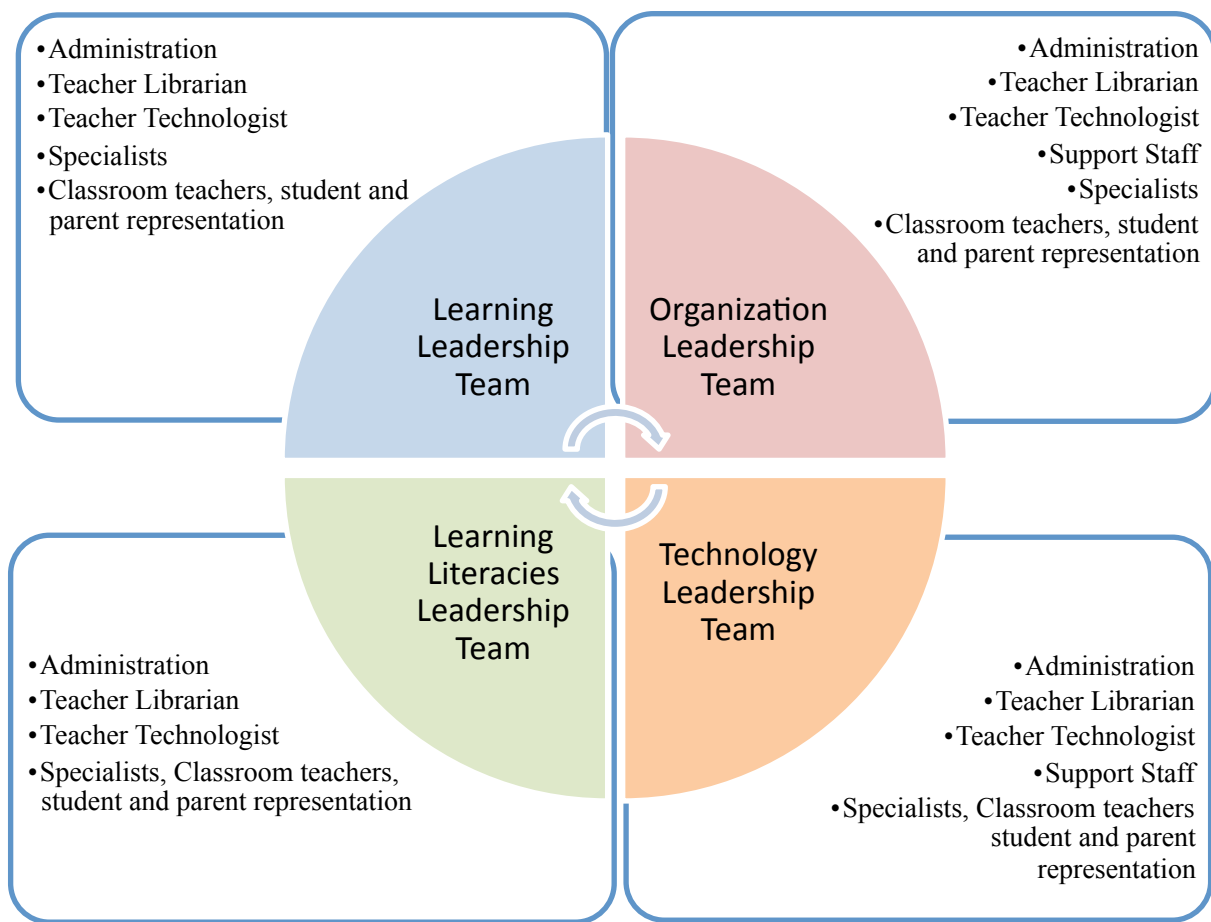 •Administration
•Teacher Librarian
•Teacher Technologist
•Specialists
•Classroom teachers, student and
parent representation
•Administration
•Teacher Librarian
•Teacher Technologist
•Support Staff
•Specialists
•Classroom teachers, student
and parent representation
Learning
Leadership
Team
Organization
Leadership
Team
Learning
Literacies
Leadership
Team
Technology
Leadership
Team
•Administration
•Teacher Librarian
•Teacher Technologist
•Specialists, Classroom teachers,
student and parent representation
•Administration
•Teacher Librarian
•Teacher Technologist
•Support Staff
•Specialists, Classroom teachers
student and parent
representation